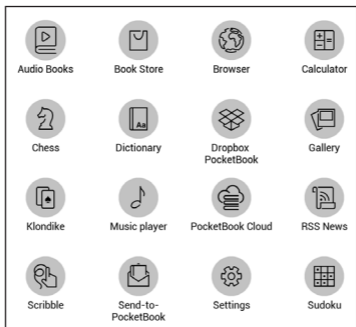 Audio Books Book Store Browser Calculator
Aa
Chess Dictionary Dropbox PocketBook Gallery
Klondike Music player PocketBook Cloud RSS News
Scribble Send-to-PocketBook Settings Sudoku